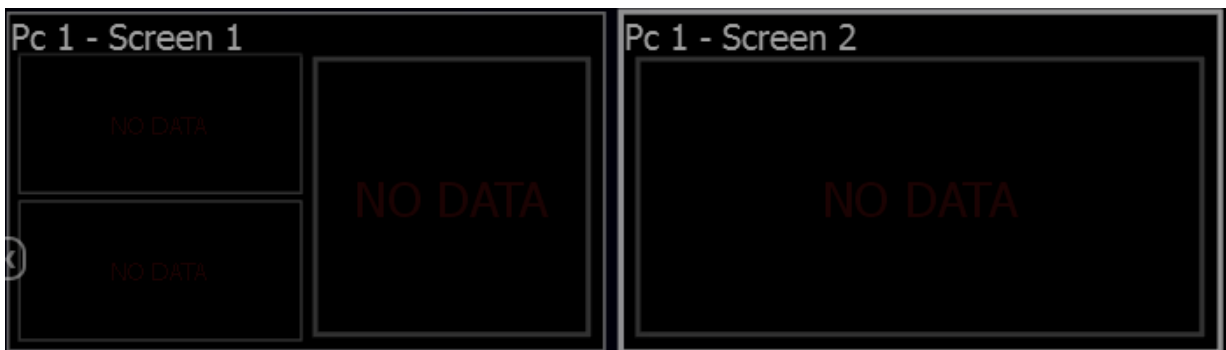 Pc 1 - Screen 1
NO DATA
NO DATA
NO DATA
Pc 1 - Screen 2
NO DATA